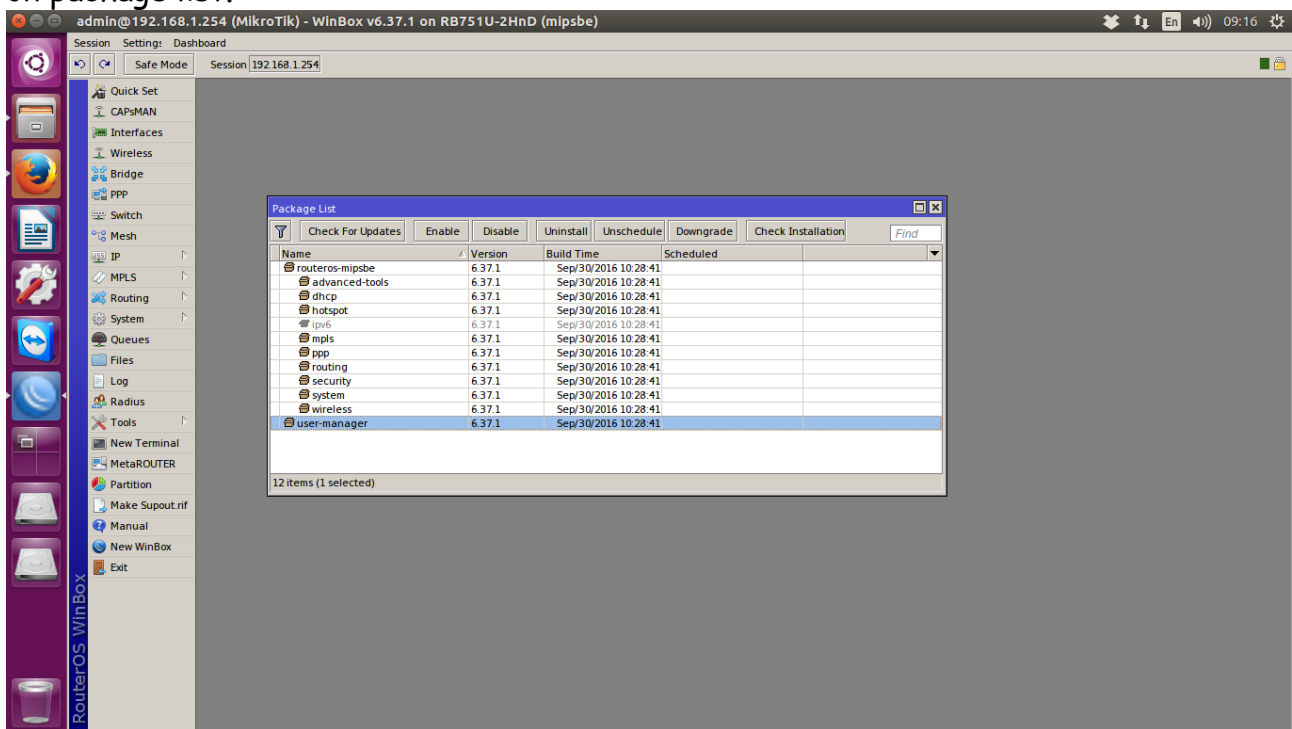 on package list.
admin@192.168.1.254 (MikroTik) - WinBox v6.37.1 on RB751U-2HnD (mipsbe)
En 09:16
Session Settings Dashboard
Safe Mode Session 192.168.1.254
Quick Set
CAPsMAN
Interfaces
Wireless
Bridge
PPP
Switch
Mesh
IP
MPLS
Routing
System
Queues
Files
Log
Radius
Tools
New Terminal
MetaROUTER
Partition
Make Supout.rif
Manual
New WinBox
Exit
RouterOS WinBox
Package List
Check For Updates Enable Disable Uninstall Unschedule Downgrade Check Installation Find
Name Version Build Time Scheduled
routeros-mipsbe 6.37.1 Sep/30/2016 10:28:41
advanced-tools 6.37.1 Sep/30/2016 10:28:41
dhcp 6.37.1 Sep/30/2016 10:28:41
hotspot 6.37.1 Sep/30/2016 10:28:41
ipv6 6.37.1 Sep/30/2016 10:28:41
mpls 6.37.1 Sep/30/2016 10:28:41
ppp 6.37.1 Sep/30/2016 10:28:41
routing 6.37.1 Sep/30/2016 10:28:41
security 6.37.1 Sep/30/2016 10:28:41
system 6.37.1 Sep/30/2016 10:28:41
wireless 6.37.1 Sep/30/2016 10:28:41
user-manager 6.37.1 Sep/30/2016 10:28:41
12 items (1 selected)